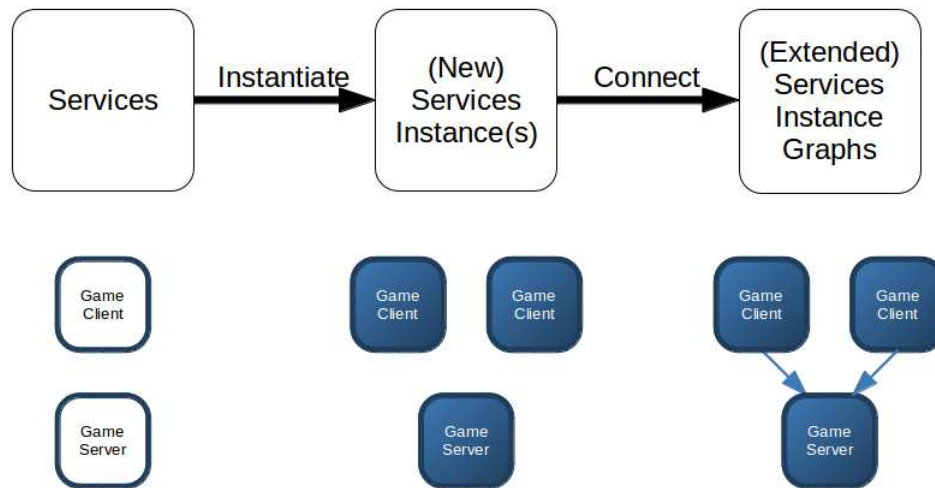 Services
Instantiate
(New)
Services
Instance(s)
Connect
(Extended)
Services
Instance
Graphs
Game
Client
Game
Client
Game
Client
Game
Client
Game
Client
Game
Server
Game
Server
Game
Server